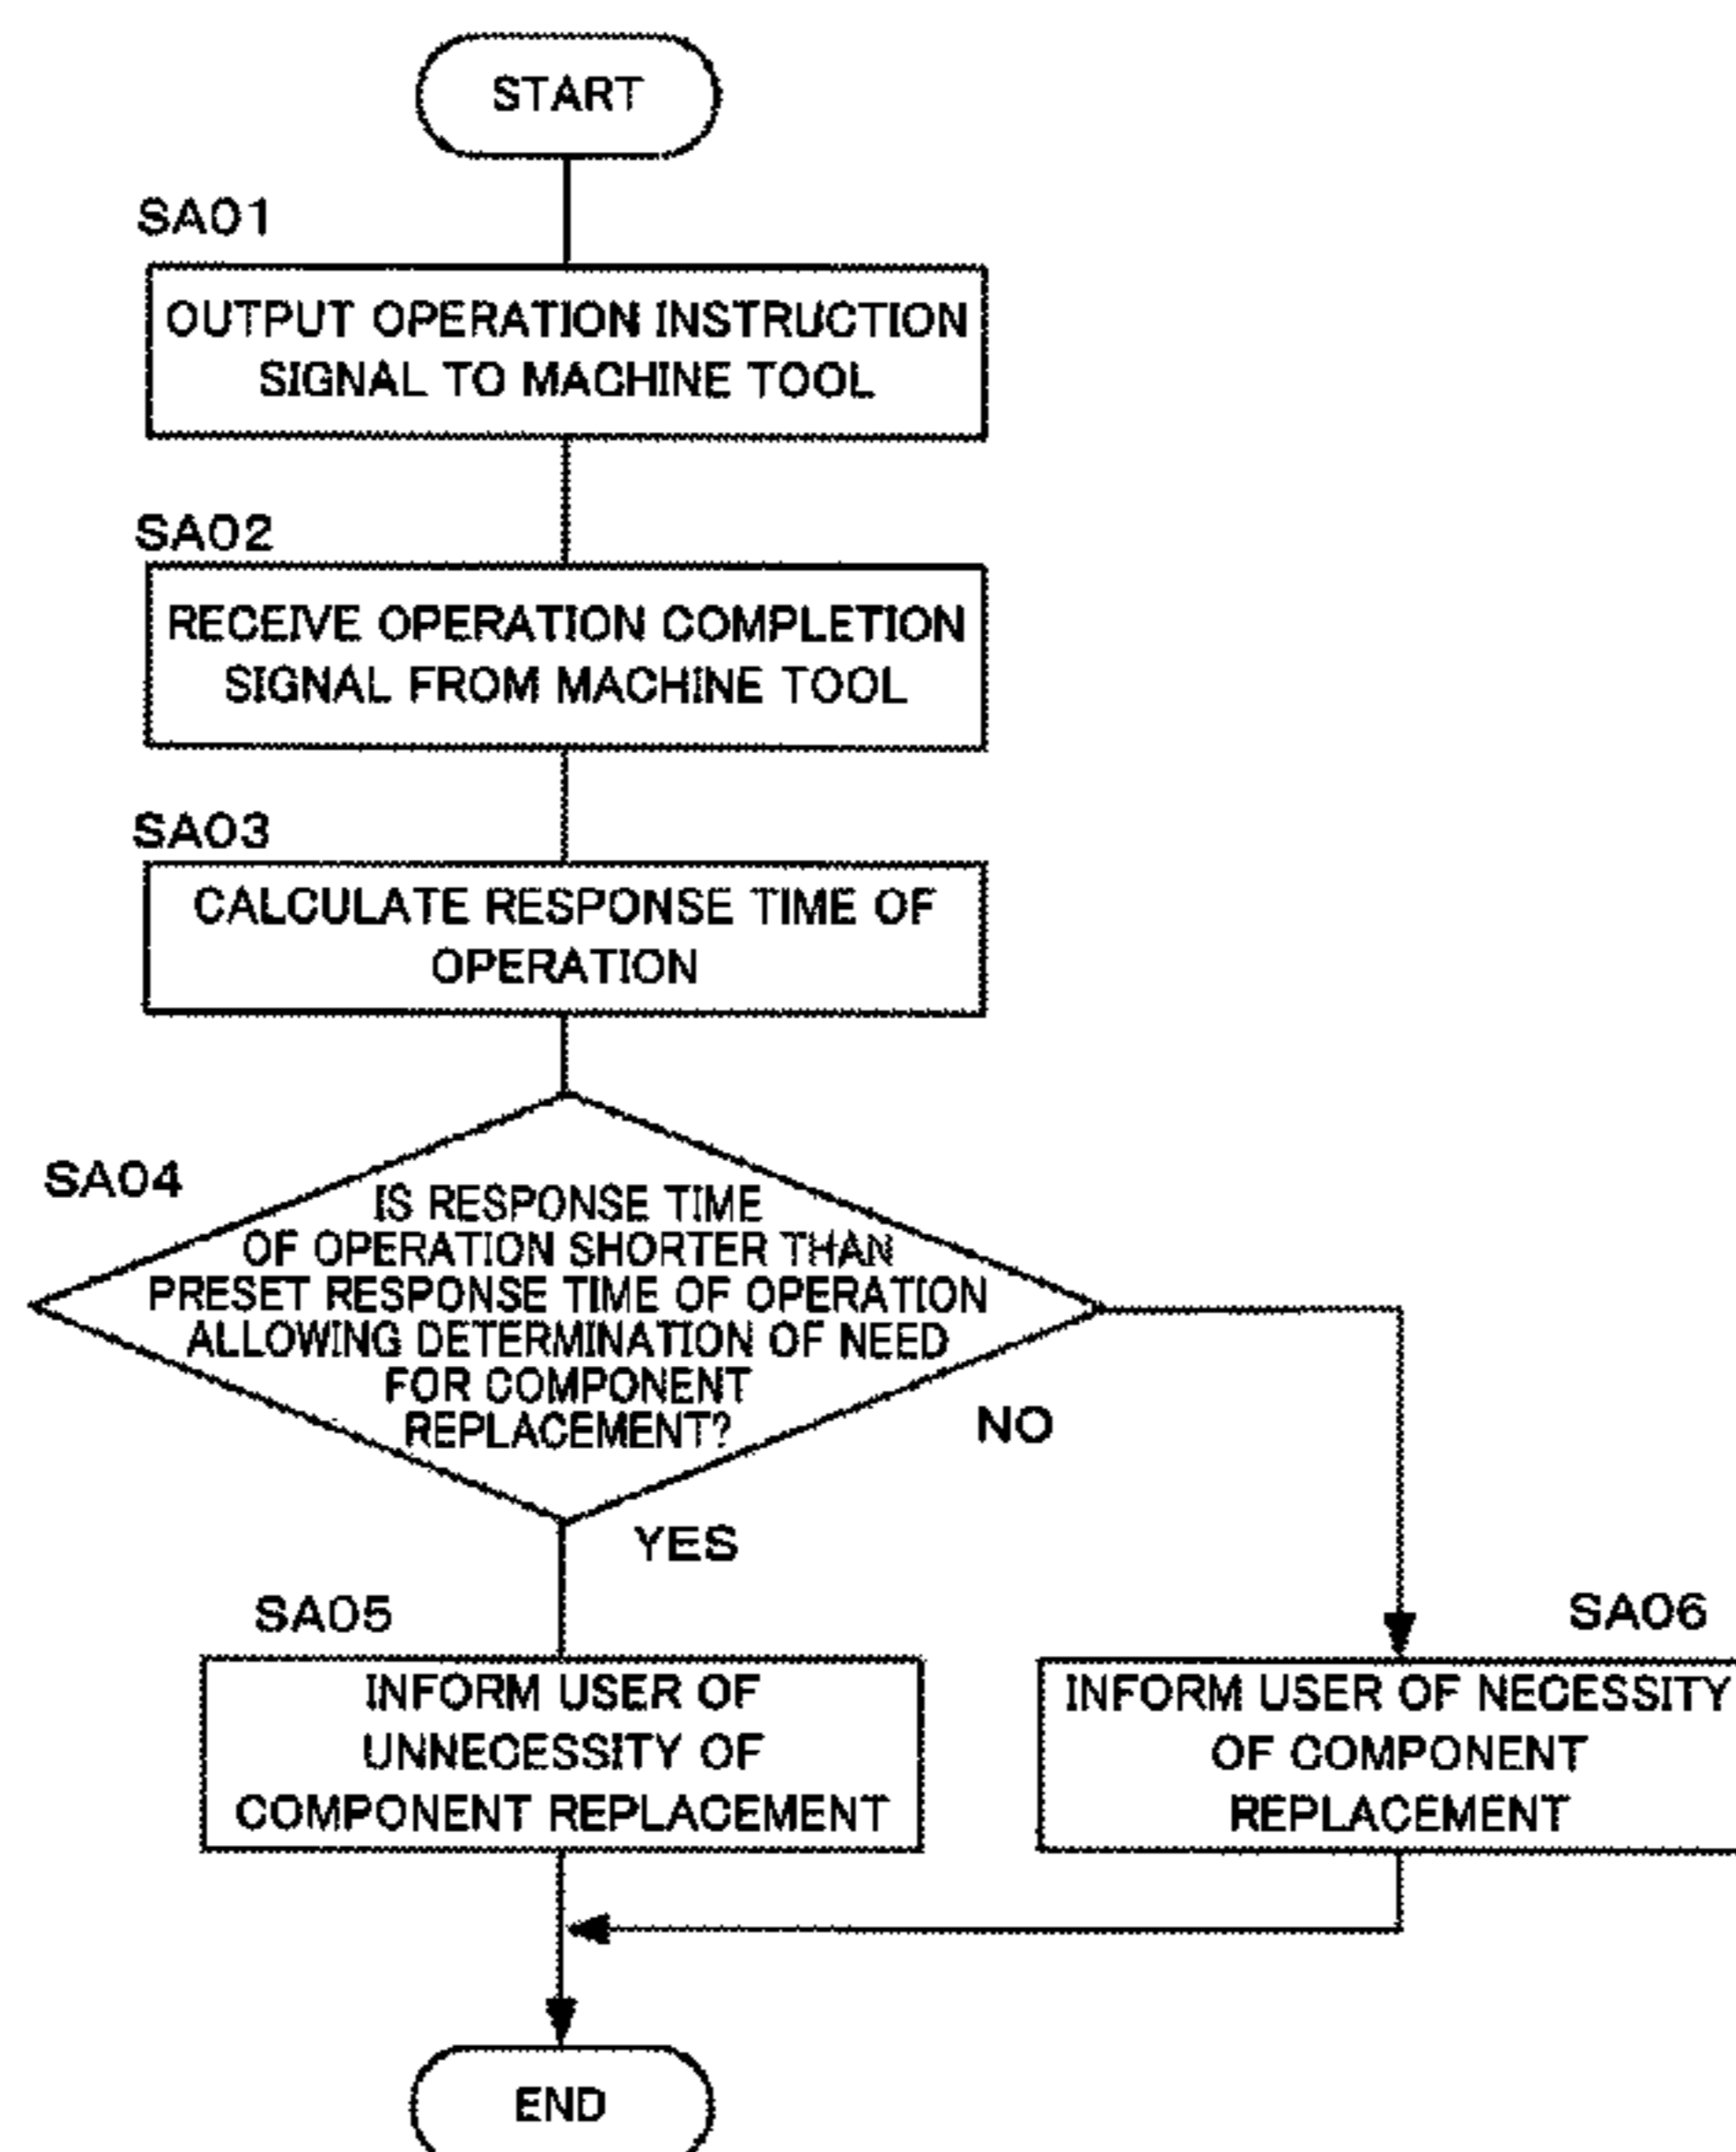 START
SA01
OUTPUT OPERATION INSTRUCTION
SIGNAL TO MACHINE TOOL
SA02
RECEIVE OPERATION COMPLETION
SIGNAL FROM MACHINE TOOL
SA03
CALCULATE RESPONSE TIME OF
OPERATION
SA04
IS RESPONSE TIME
OF OPERATION SHORTER THAN
PRESET RESPONSE TIME OF OPERATION
ALLOWING DETERMINATION OF NEED
FOR COMPONENT
REPLACEMENT?
NO
YES
SA05
INFORM USER OF
UNNECESSITY OF
COMPONENT REPLACEMENT
SA06
INFORM USER OF NECESSITY
OF COMPONENT
REPLACEMENT
END